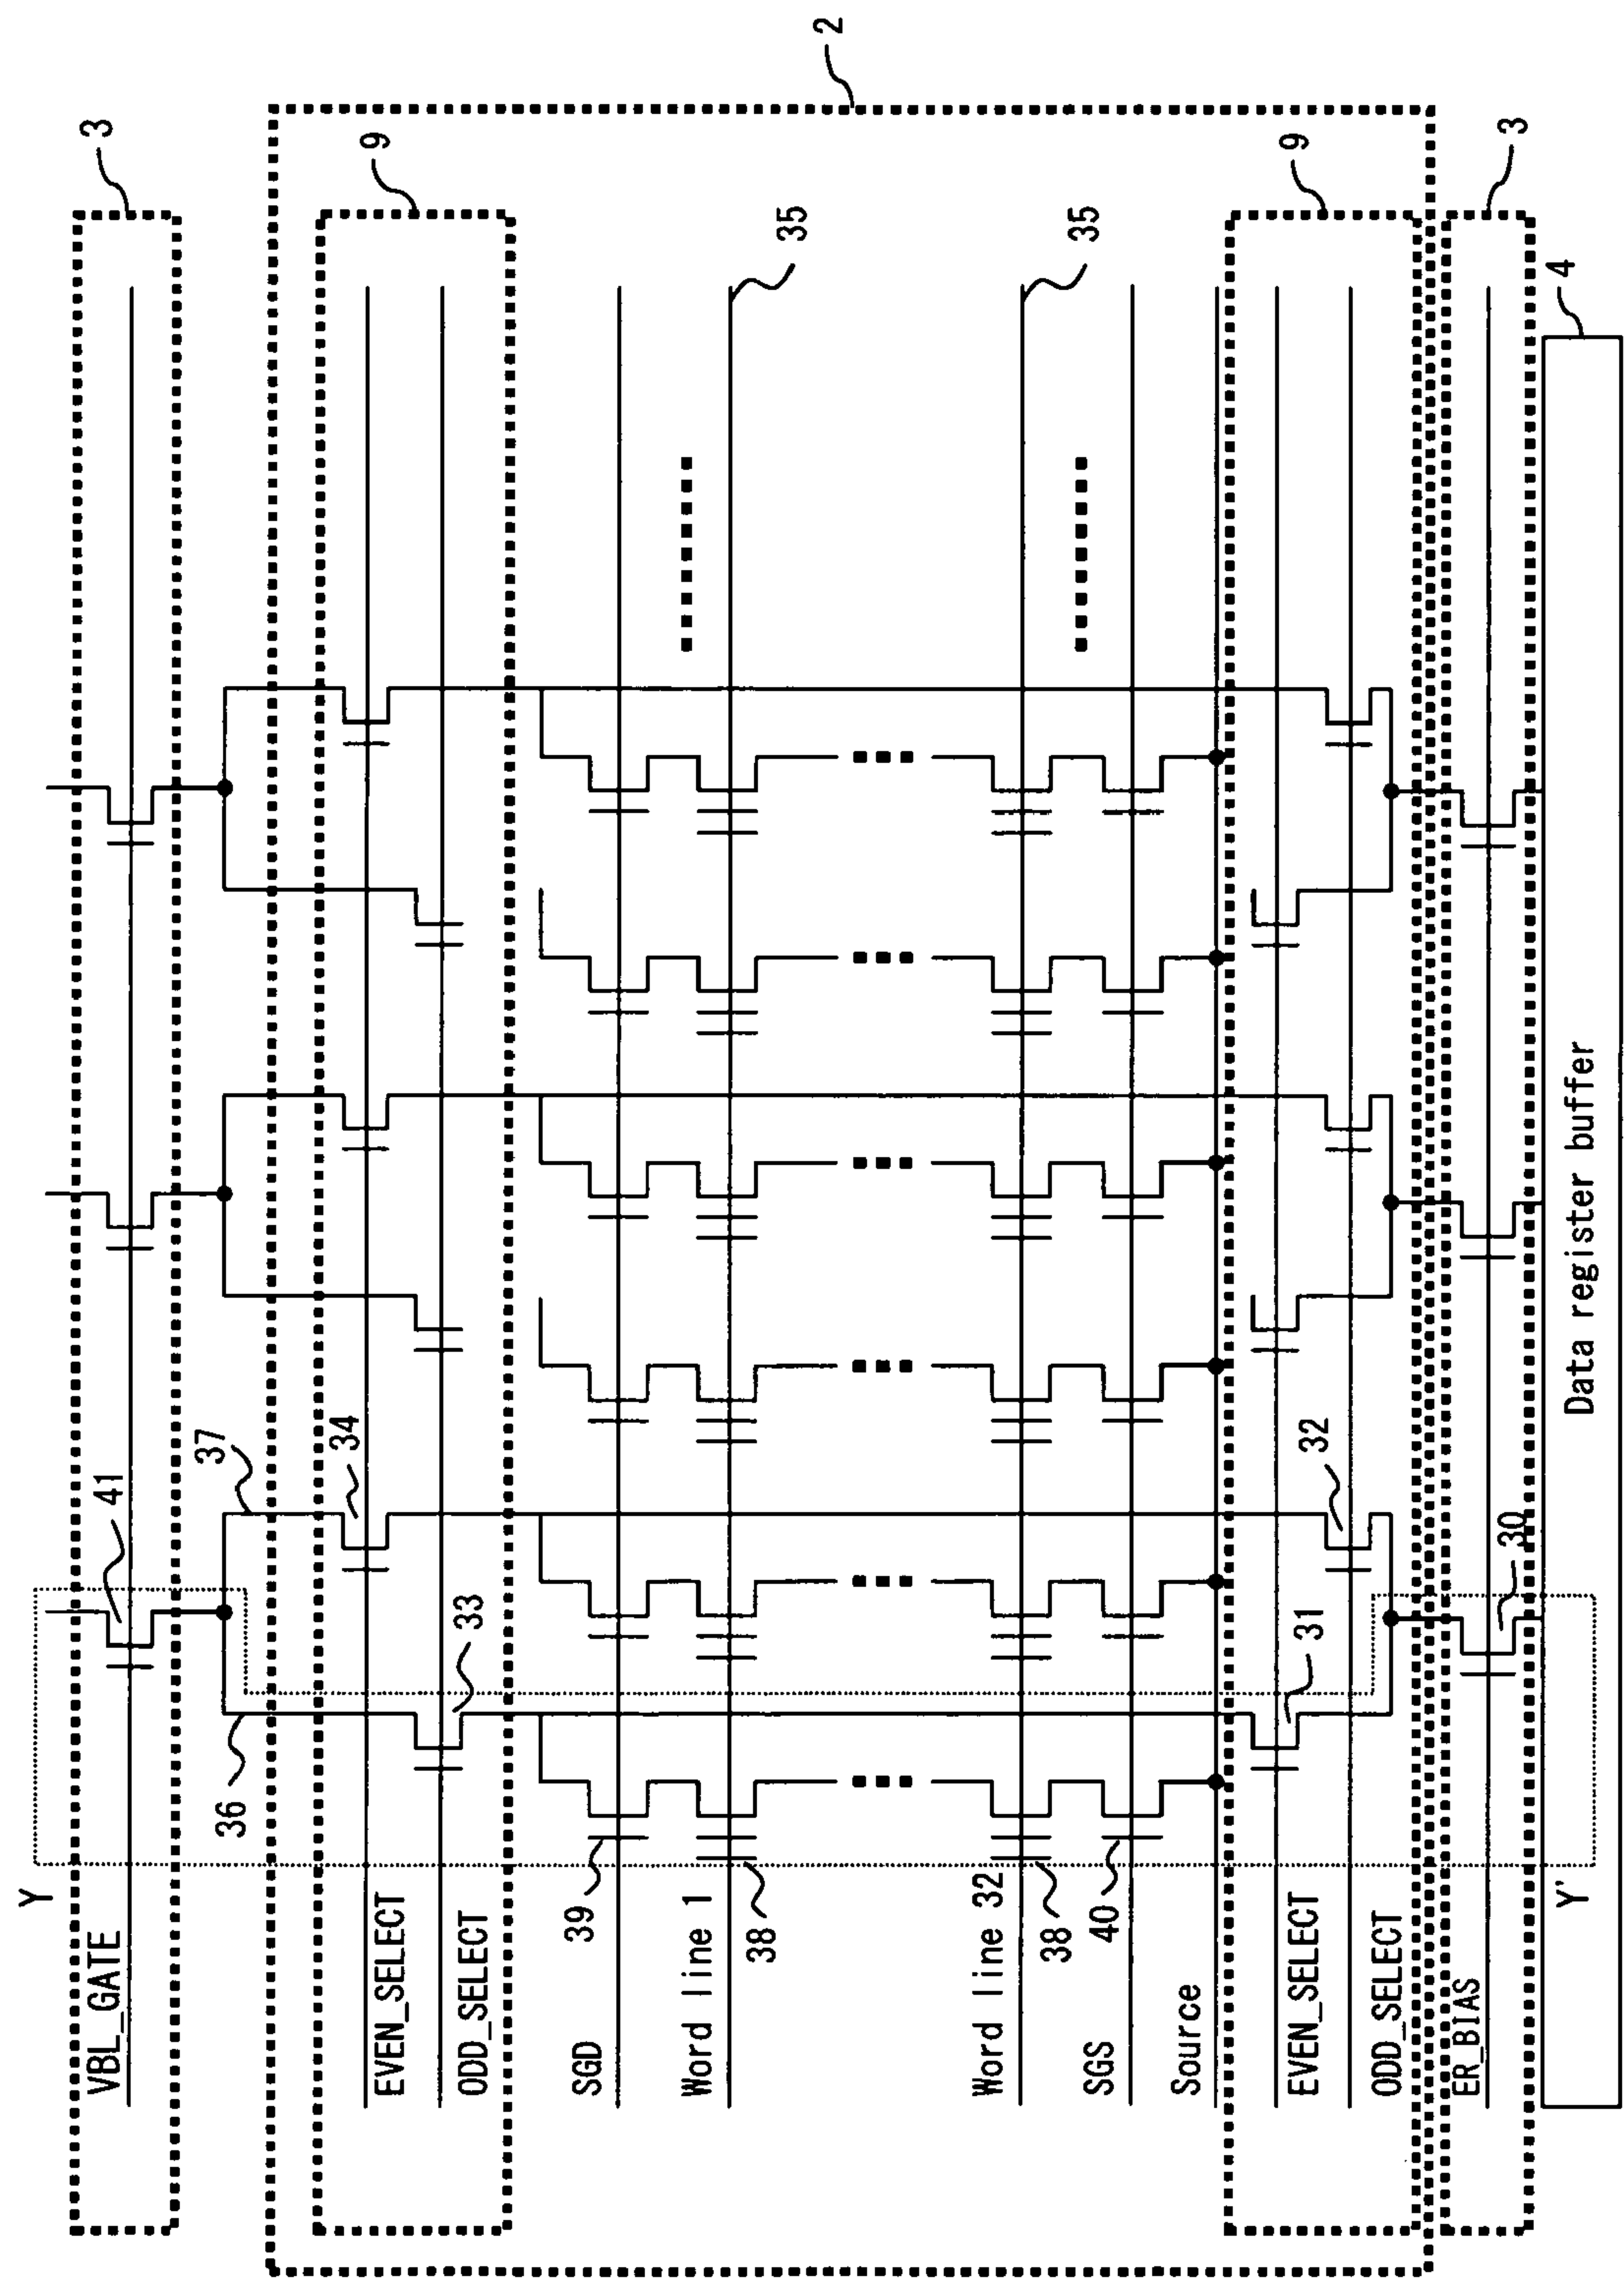 Y
VBL_GATE
41
3
36
37
EVEN_SELECT
34
9
ODD_SELECT
33
2
SGD
39
Word line 1
38
35
Word line 32
38
35
SGS
40
Source
EVEN_SELECT
31
32
9
ODD_SELECT
ER_BIAS
30
3
Y'
Data register buffer
4